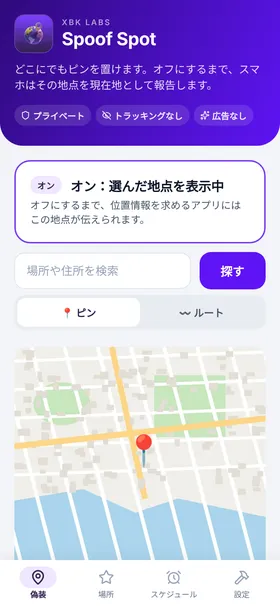 XBK LABS
Spoof Spot
どこにでもピンを置けます。オフにするまで、スマ
ホはその地点を現在地として報告します。
プライベート
トラッキングなし
広告なし
オン
オン：選んだ地点を表示中
オフにするまで、位置情報を求めるアプリには
この地点が伝えられます。
場所や住所を検索
探す
ピン
ルート
偽装
場所
スケジュール
設定